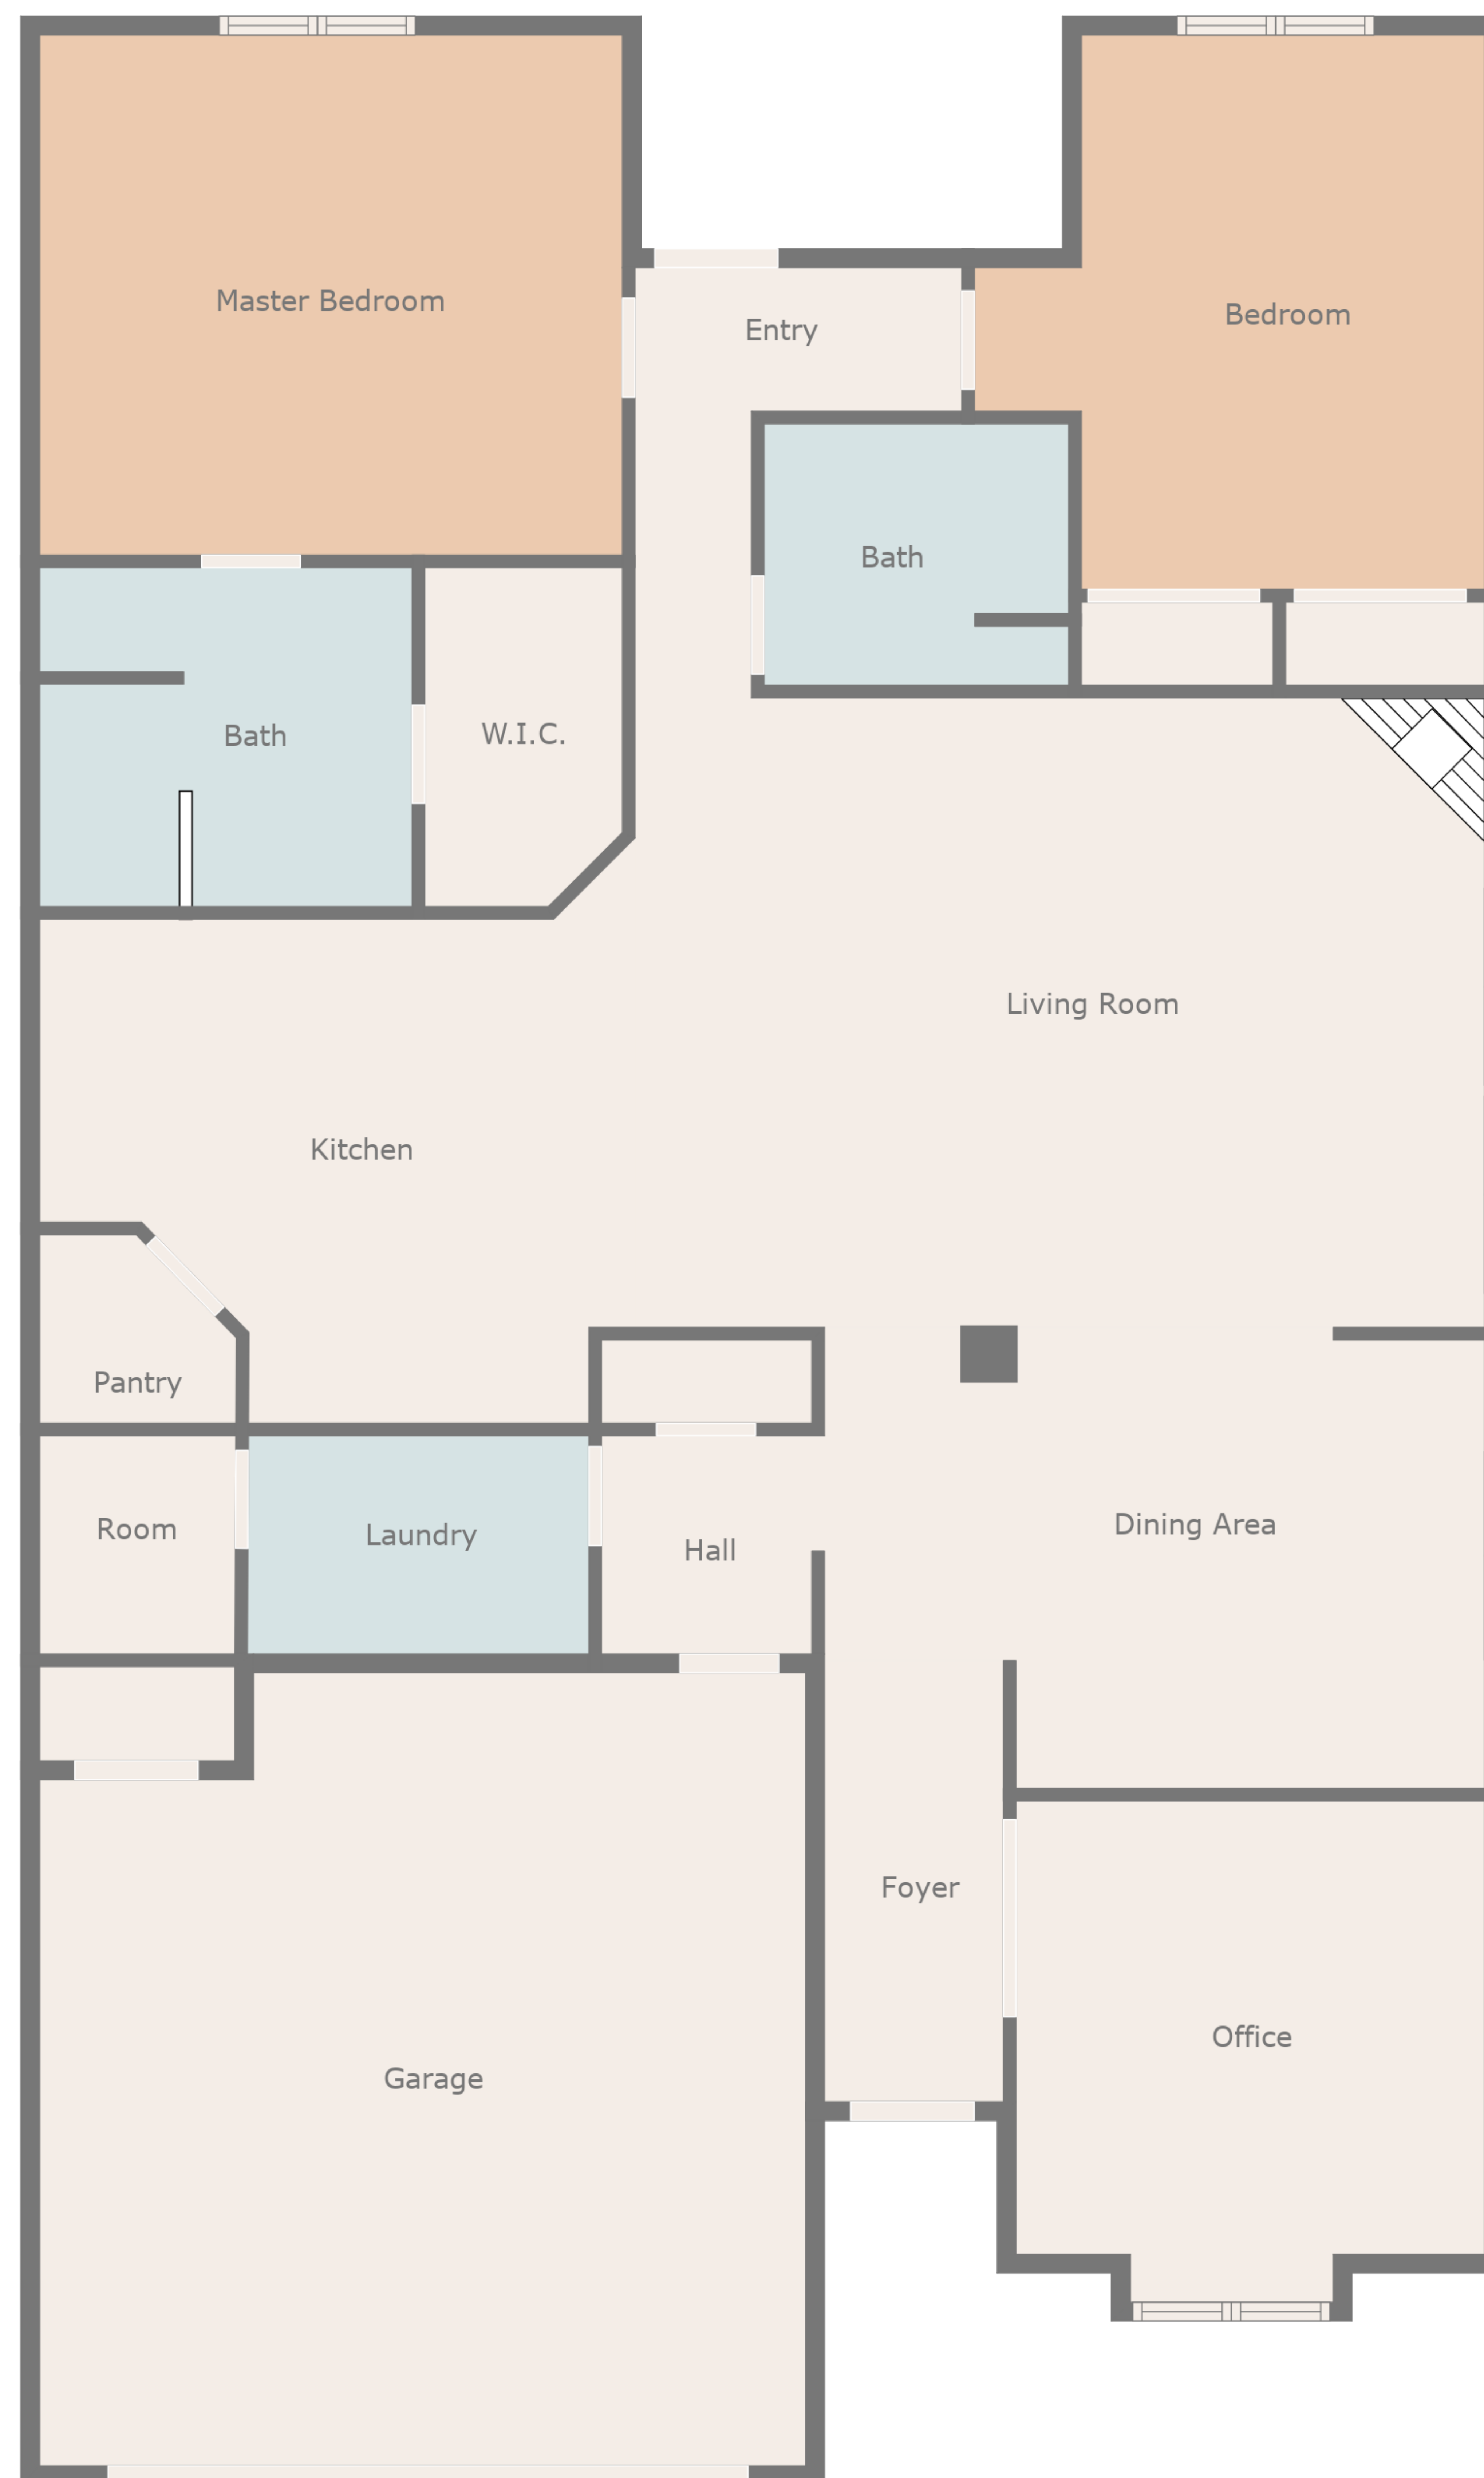 Master Bedroom
Bedroom
Entry
Bath
Bath
W.I.C.
Living Room
Kitchen
Pantry
Room
Laundry
Hall
Dining Area
Foyer
Office
Garage